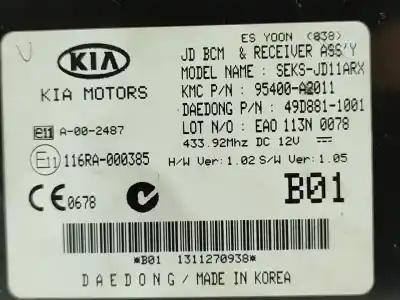 ES YOON (038)
KIA
JD BCM & RECEIVER ASS'Y
MODEL NAME : SEKS-JD11ARX
KIA MOTORS
KMC P/N : 95400-A2011
DAEDONG P/N : 49D881-1001
e11 A-00-2487
LOT N/O : EAO 113N 0078
433.92Mhz DC 12V
E11 116RA-000385
H/W Ver: 1.02 S/W Ver: 1.05
CE0678
B01
*B01 1311270938*
DAEDONG / MADE IN KOREA